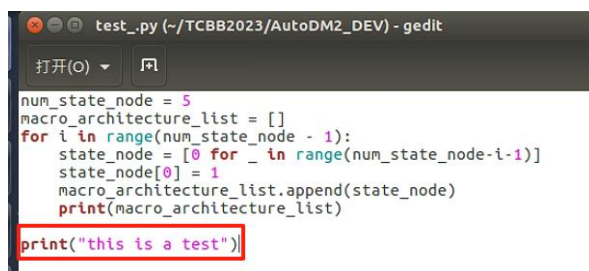 test_.py (~/TCBB2023/AutoDM2_DEV) - gedit
打开(O)
num_state_node = 5
macro_architecture_list = []
for i in range(num_state_node - 1):
    state_node = [0 for _ in range(num_state_node-i-1)]
    state_node[0] = 1
    macro_architecture_list.append(state_node)
    print(macro_architecture_list)
print("this is a test")